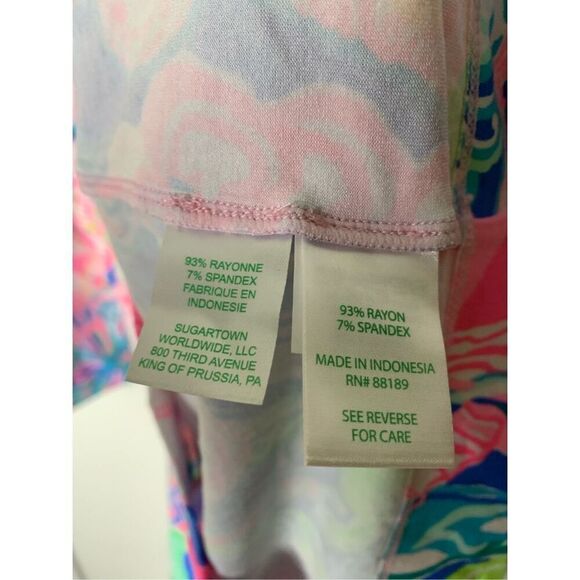 93% RAYONNE
7% SPANDEX
FABRIQUE EN
INDONESIE
SUGARTOWN
WORLDWIDE, LLC
800 THIRD AVENUE
KING OF PRUSSIA, PA
93% RAYON
7% SPANDEX
MADE IN INDONESIA
RN# 88189
SEE REVERSE
FOR CARE